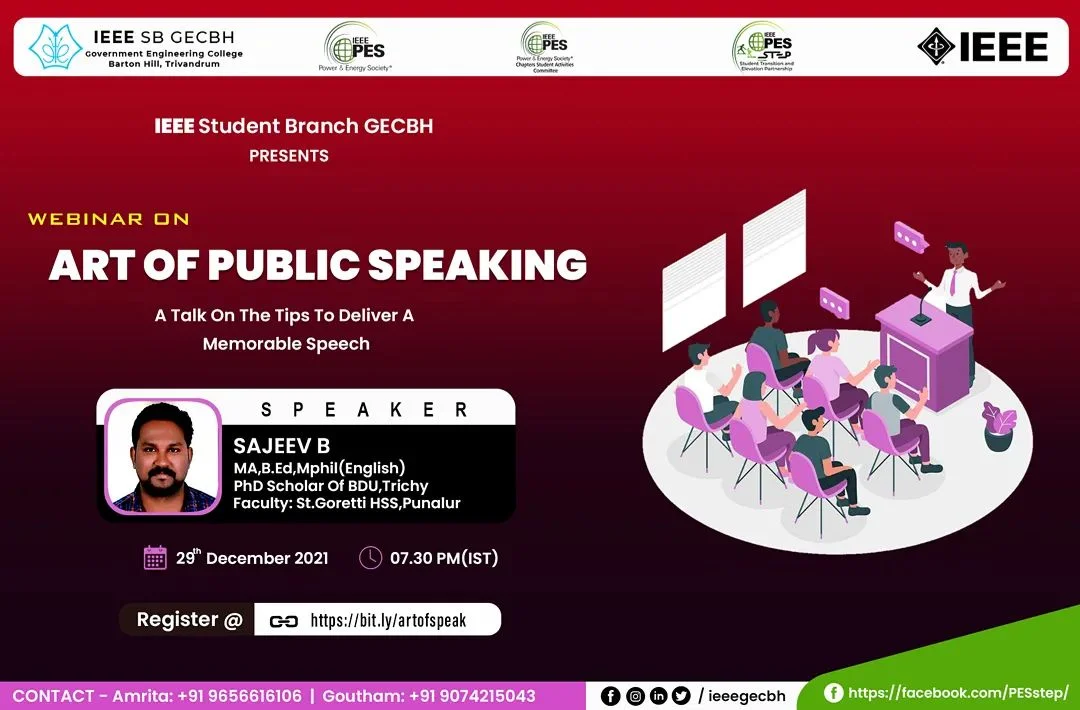 IEEE SB GECBH
Government Engineering College
Barton Hill, Trivandrum
IEEE
PES
Power & Energy Society®
IEEE
PES
Power & Energy Society®
Chapters Student Activities
Committee
IEEE
PES
STEP
Student Transition and
Elevation Partnership
IEEE
IEEE Student Branch GECBH
PRESENTS
WEBINAR ON
ART OF PUBLIC SPEAKING
A Talk On The Tips To Deliver A
Memorable Speech
SPEAKER
SAJEEV B
MA,B.Ed,Mphil(English)
PhD Scholar Of BDU,Trichy
Faculty: St.Goretti HSS,Punalur
29th December 2021
07.30 PM(IST)
Register @ https://bit.ly/artofspeak
CONTACT - Amrita: +91 9656616106 | Goutham: +91 9074215043
/ieeegecbh
https://facebook.com/PESstep/